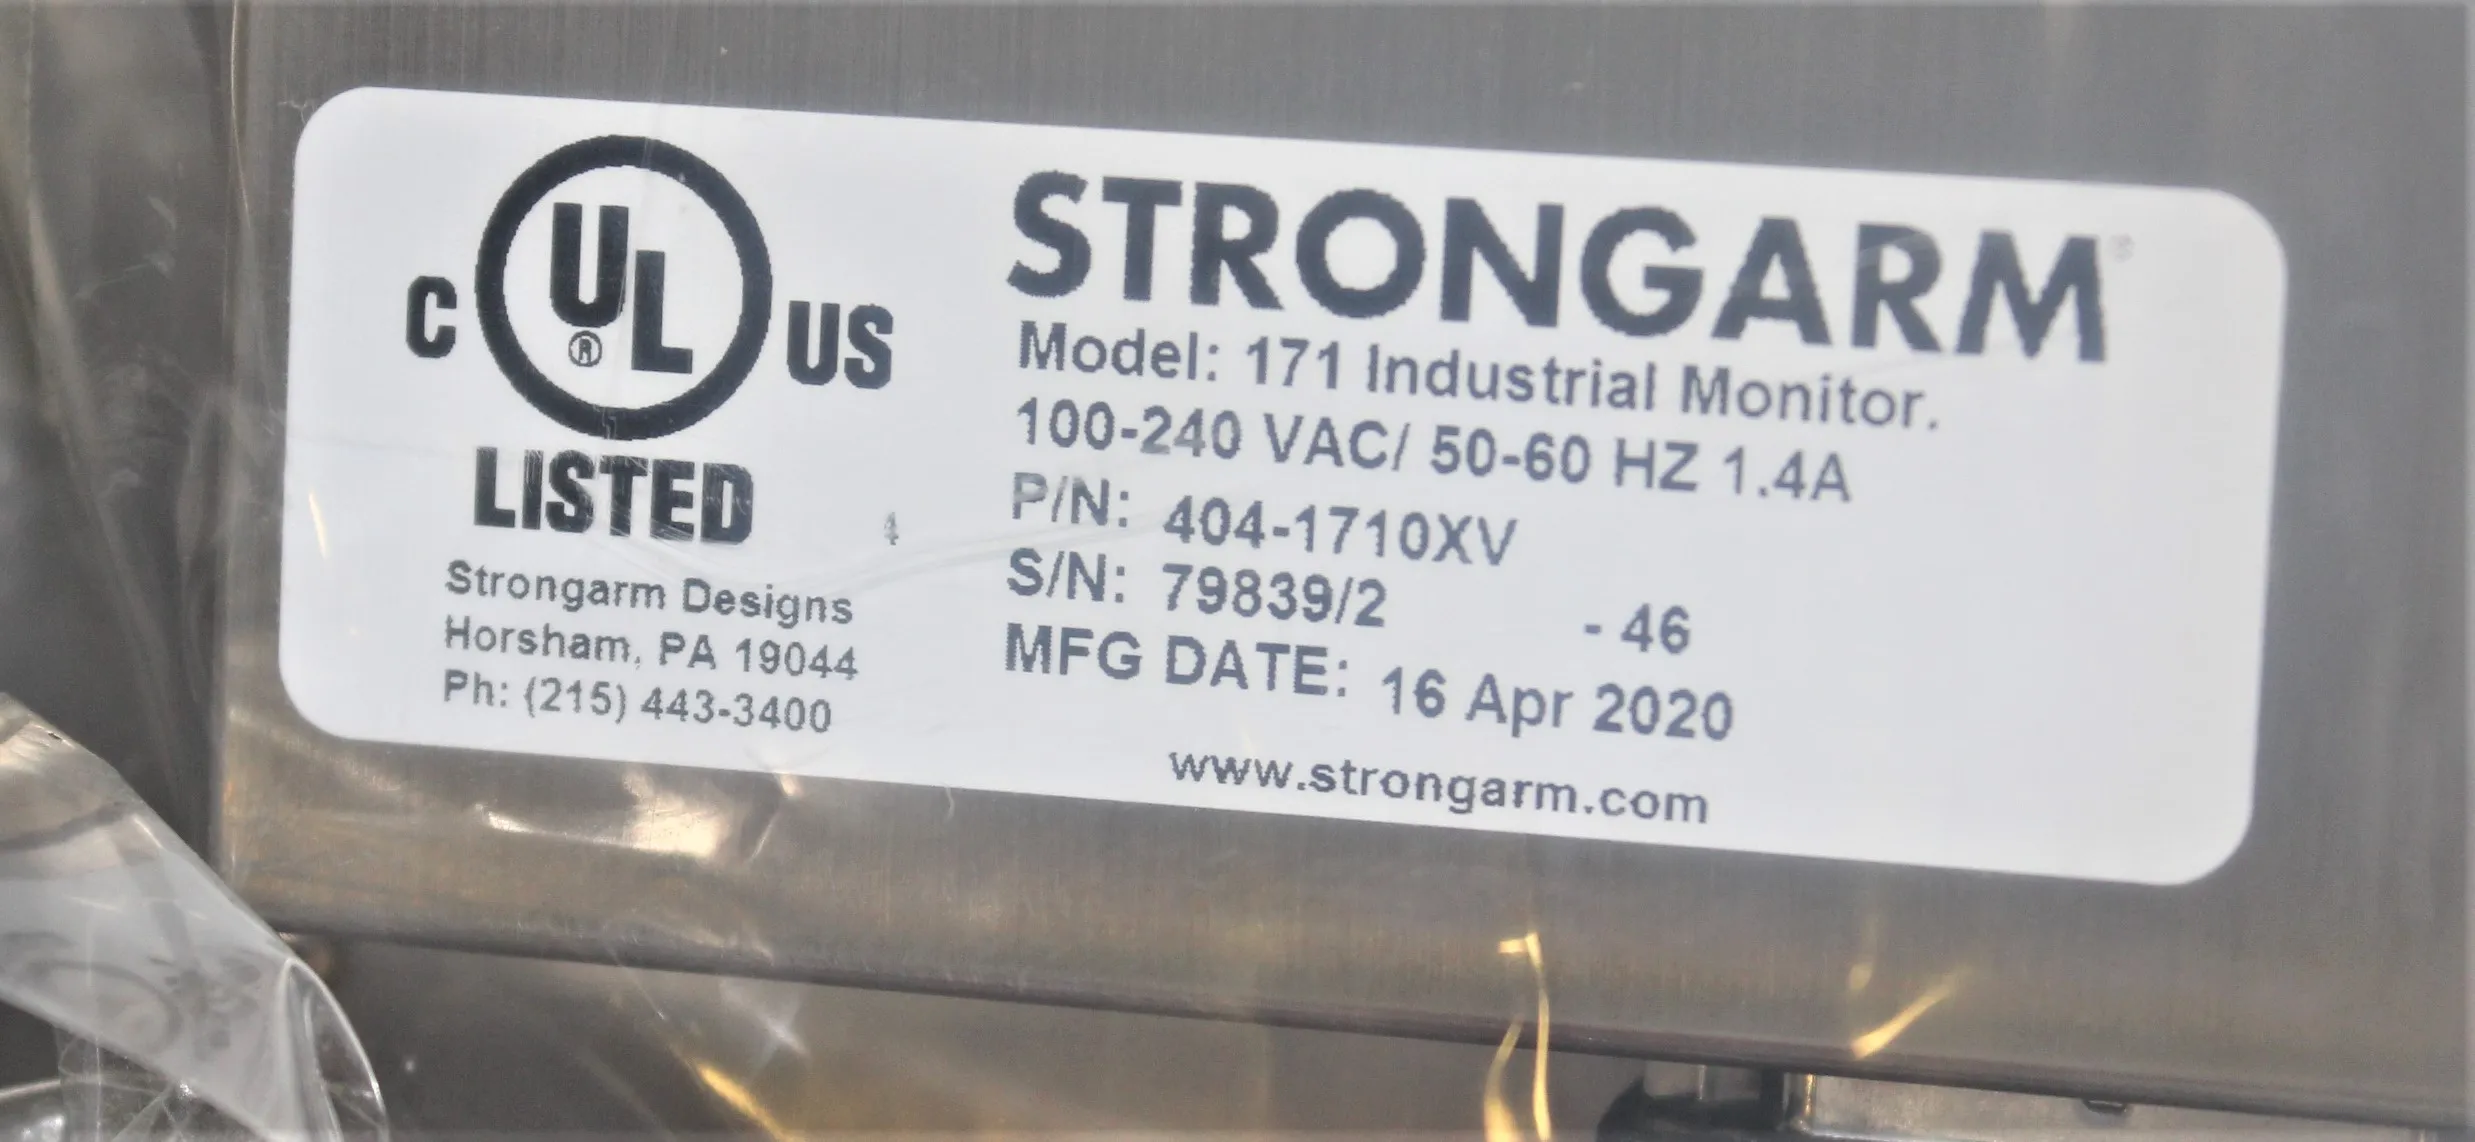 C UL® US
LISTED
4
Strongarm Designs
Horsham, PA 19044
Ph: (215) 443-3400
STRONGARM®
Model: 171 Industrial Monitor.
100-240 VAC/ 50-60 HZ 1.4A
P/N: 404-1710XV
S/N: 79839/2 - 46
MFG DATE: 16 Apr 2020
www.strongarm.com